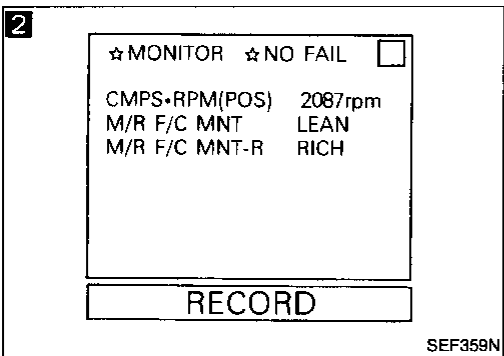 2
☆MONITOR ☆NO FAIL
CMPS•RPM(POS) 2087rpm
M/R F/C MNT LEAN
M/R F/C MNT-R RICH
RECORD
SEF359N